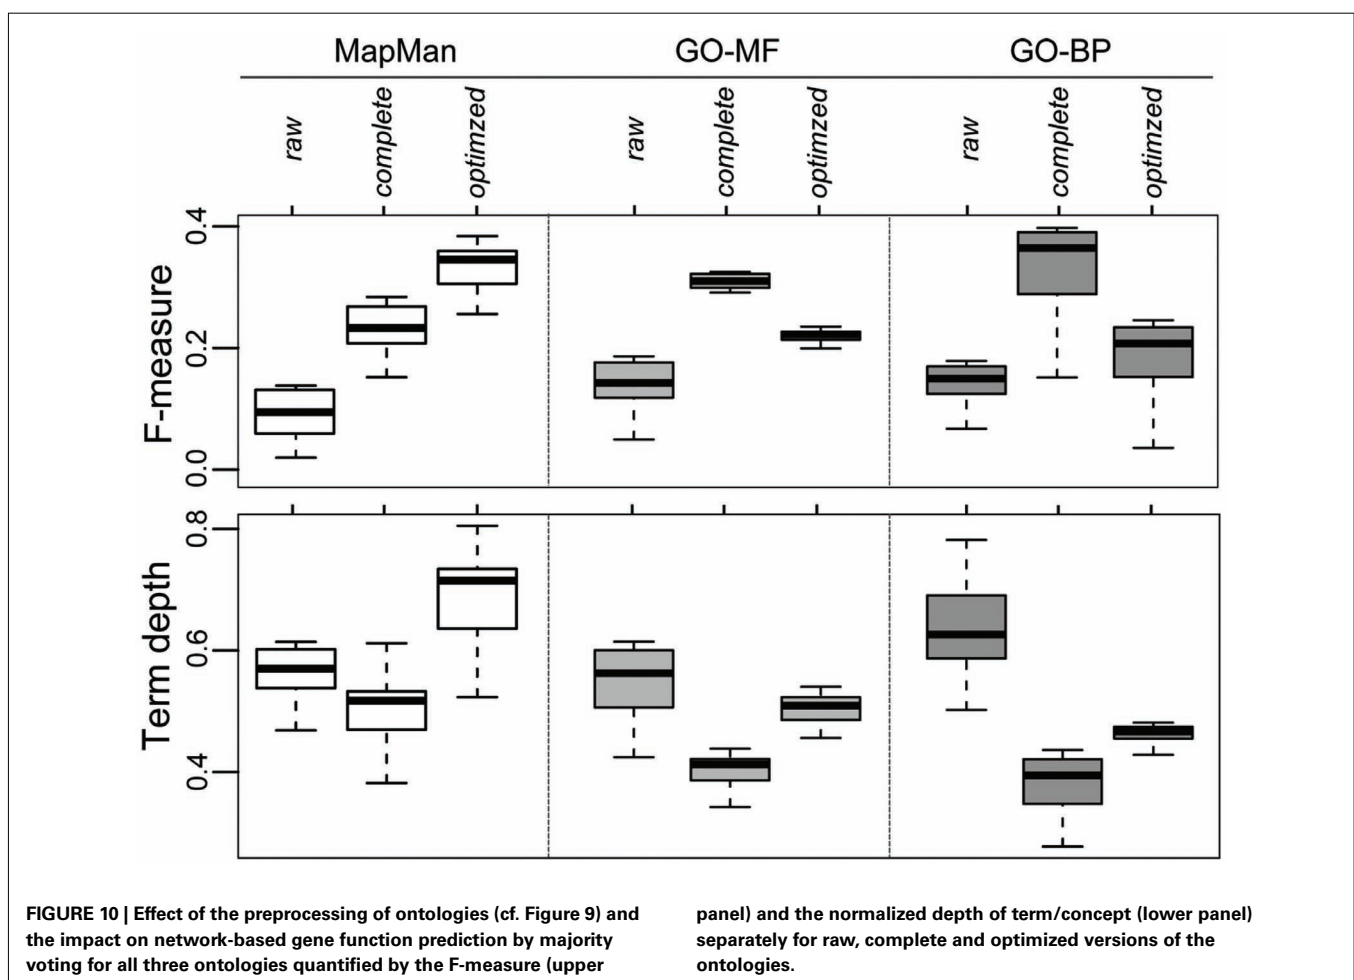 MapMan GO-MF GO-BP
raw complete optimzed raw complete optimzed raw complete optimzed
F-measure
0.4
0.2
0.0
Term depth
0.8
0.6
0.4
FIGURE 10 | Effect of the preprocessing of ontologies (cf. Figure 9) and
the impact on network-based gene function prediction by majority
voting for all three ontologies quantified by the F-measure (upper
panel) and the normalized depth of term/concept (lower panel)
separately for raw, complete and optimized versions of the
ontologies.